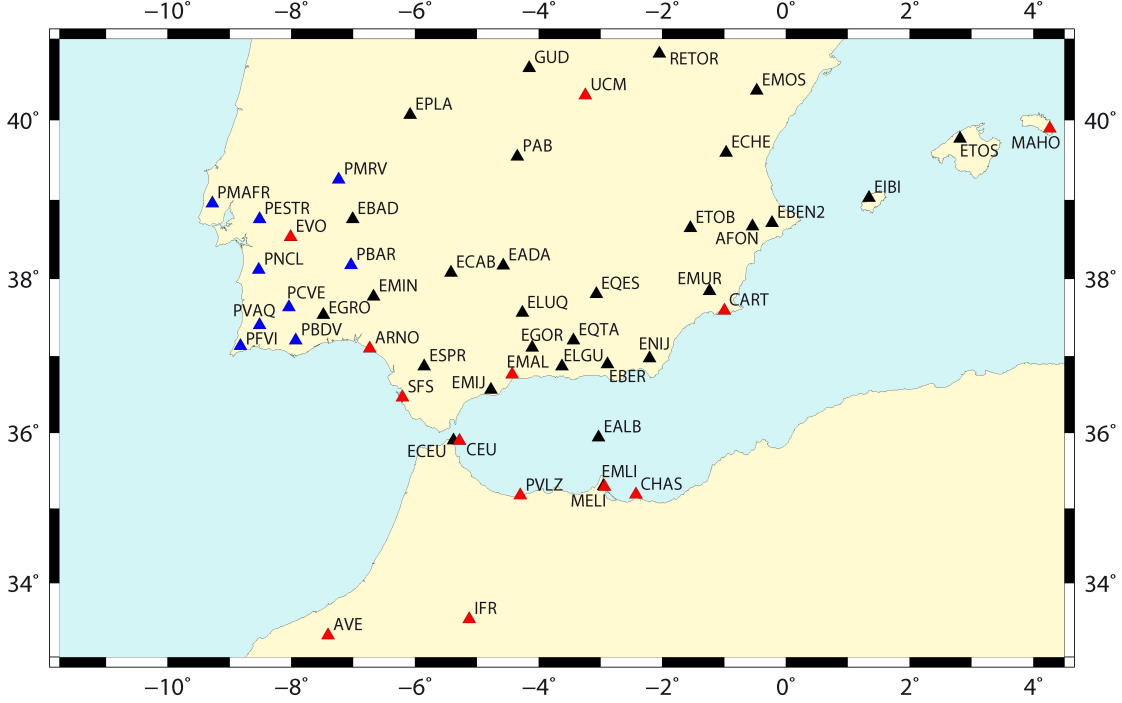 −10° −8° −6° −4° −2° 0° 2° 4°
GUD
RETOR
UCM
EMOS
EPLA
40° 40°
ECHE
MAHO
PAB
ETOS
PMRV
PMAFR
EIBI
PESTR
EBAD
EBEN2
ETOB
EVO
AFON
PNCL
PBAR
ECAB
EADA
38° 38°
EMUR
EQES
EMIN
PCVE
CART
EGRO
ELUQ
PVAQ
PBDV
EQTA
PFVI
ARNO
EGOR
ENIJ
ESPR
EMAL
ELGU
EBER
EMIJ
SFS
36° 36°
EALB
ECEU
CEU
EMLI
PVLZ
CHAS
MELI
34° 34°
IFR
AVE
−10° −8° −6° −4° −2° 0° 2° 4°